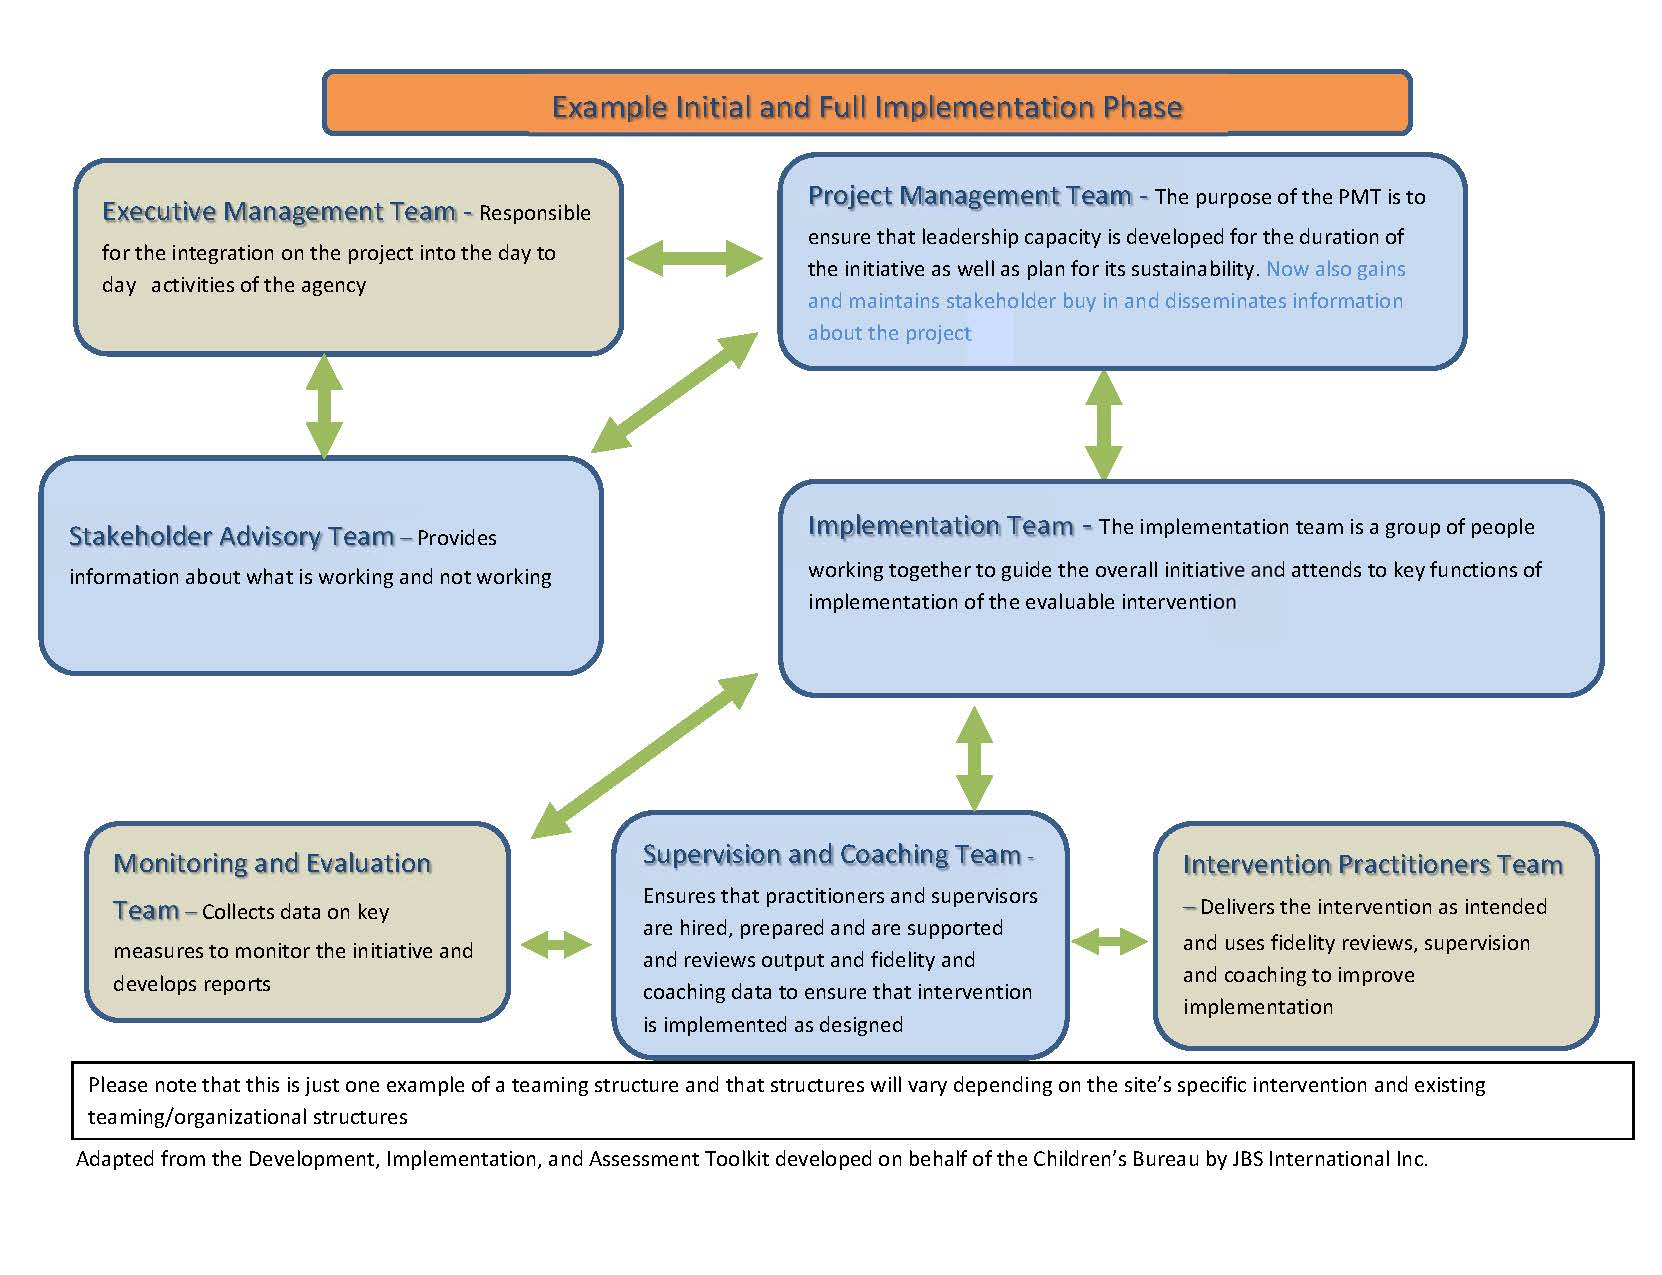 Example Initial and Full Implementation Phase
Executive Management Team - Responsible
for the integration on the project into the day to
day   activities of the agency
Project Management Team - The purpose of the PMT is to
ensure that leadership capacity is developed for the duration of
the initiative as well as plan for its sustainability. Now also gains
and maintains stakeholder buy in and disseminates information
about the project
Stakeholder Advisory Team – Provides
information about what is working and not working
Implementation Team - The implementation team is a group of people
working together to guide the overall initiative and attends to key functions of
implementation of the evaluable intervention
Monitoring and Evaluation
Team – Collects data on key
measures to monitor the initiative and
develops reports
Supervision and Coaching Team -
Ensures that practitioners and supervisors
are hired, prepared and are supported
and reviews output and fidelity and
coaching data to ensure that intervention
is implemented as designed
Intervention Practitioners Team
– Delivers the intervention as intended
and uses fidelity reviews, supervision
and coaching to improve
implementation
Please note that this is just one example of a teaming structure and that structures will vary depending on the site’s specific intervention and existing
teaming/organizational structures
Adapted from the Development, Implementation, and Assessment Toolkit developed on behalf of the Children’s Bureau by JBS International Inc.